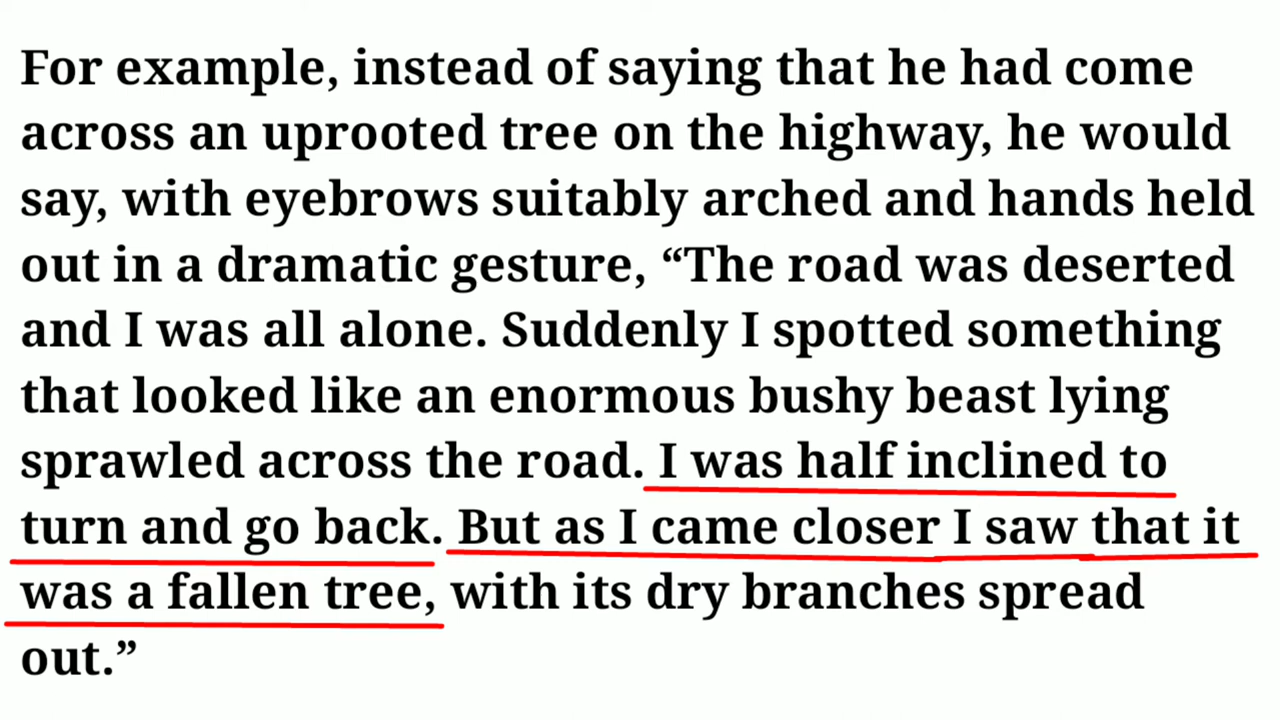 For example, instead of saying that he had come
across an uprooted tree on the highway, he would
say, with eyebrows suitably arched and hands held
out in a dramatic gesture, “The road was deserted
and I was all alone. Suddenly I spotted something
that looked like an enormous bushy beast lying
sprawled across the road. I was half inclined to
turn and go back. But as I came closer I saw that it
was a fallen tree, with its dry branches spread
out.”